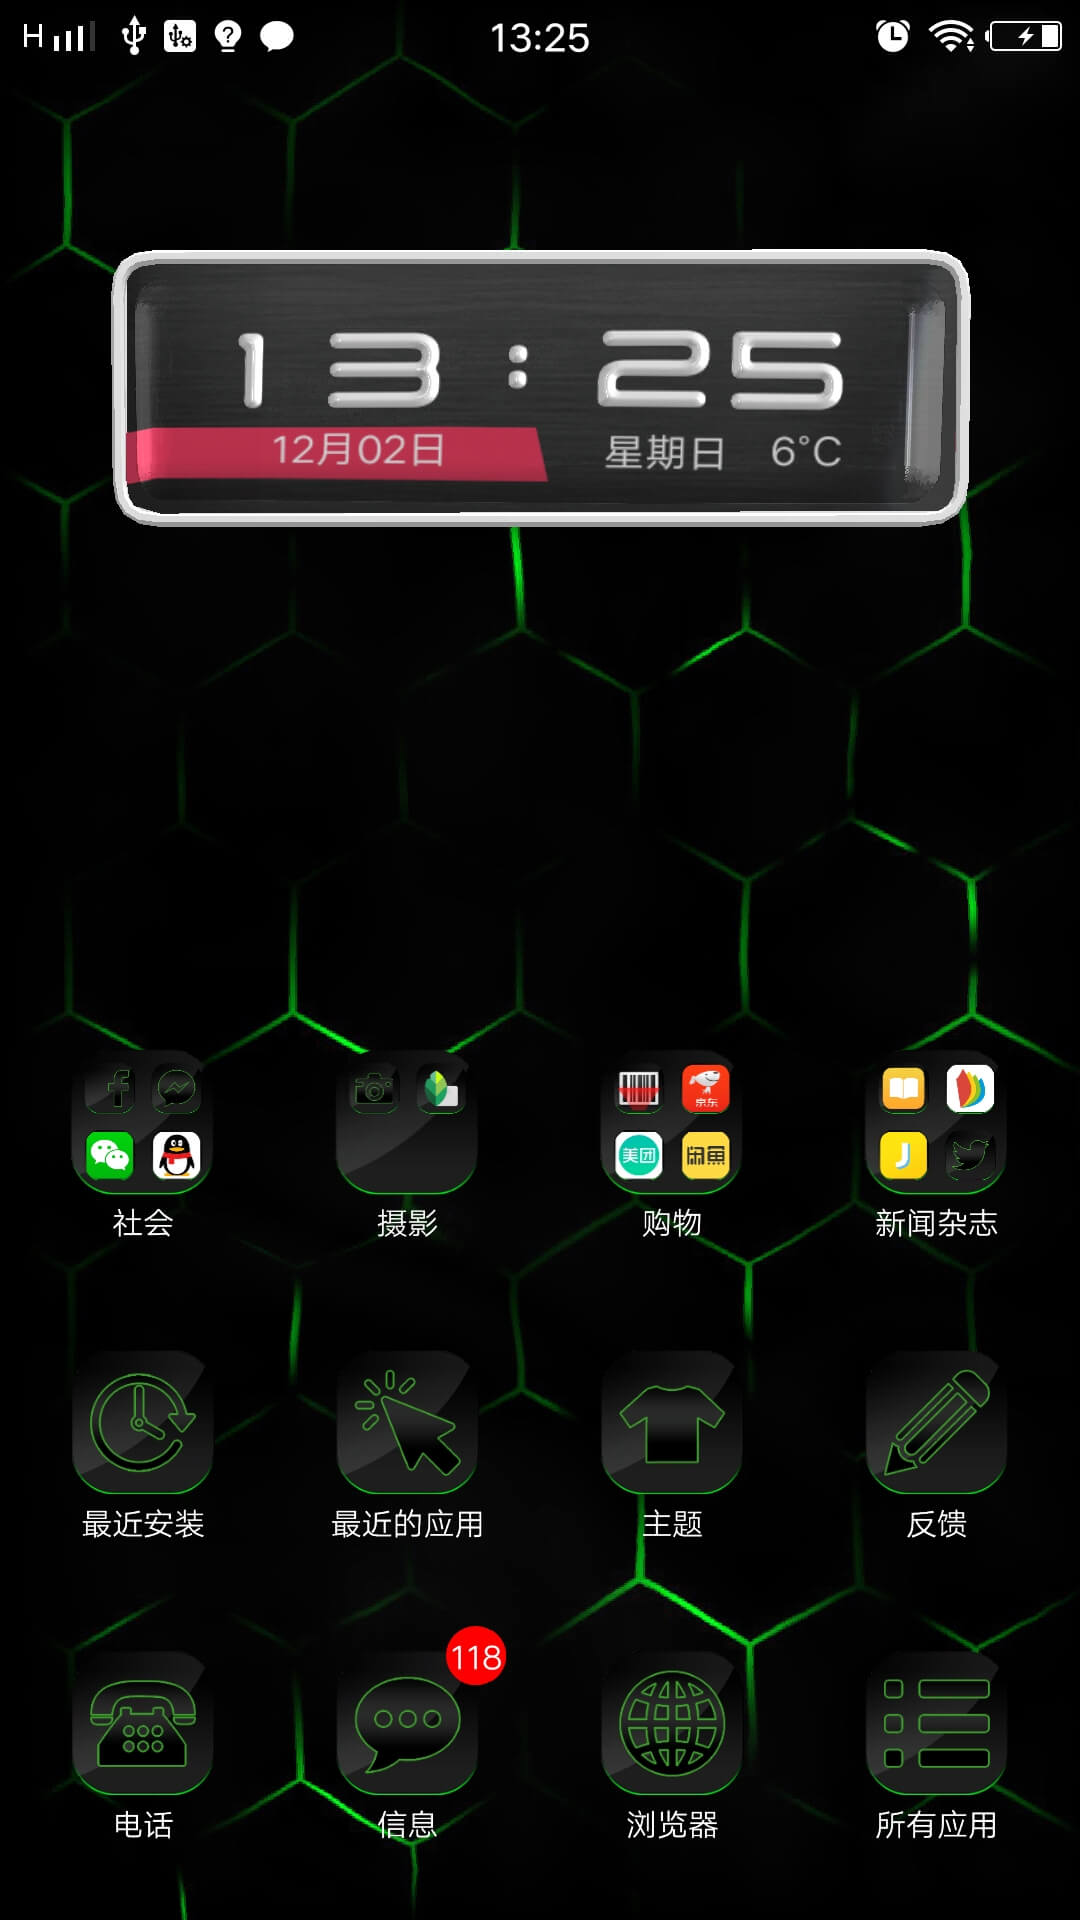 H 13:25
13:25
12月02日 星期日 6°C
京东
美团 闲鱼
社会 摄影 购物 新闻杂志
最近安装 最近的应用 主题 反馈
118
电话 信息 浏览器 所有应用